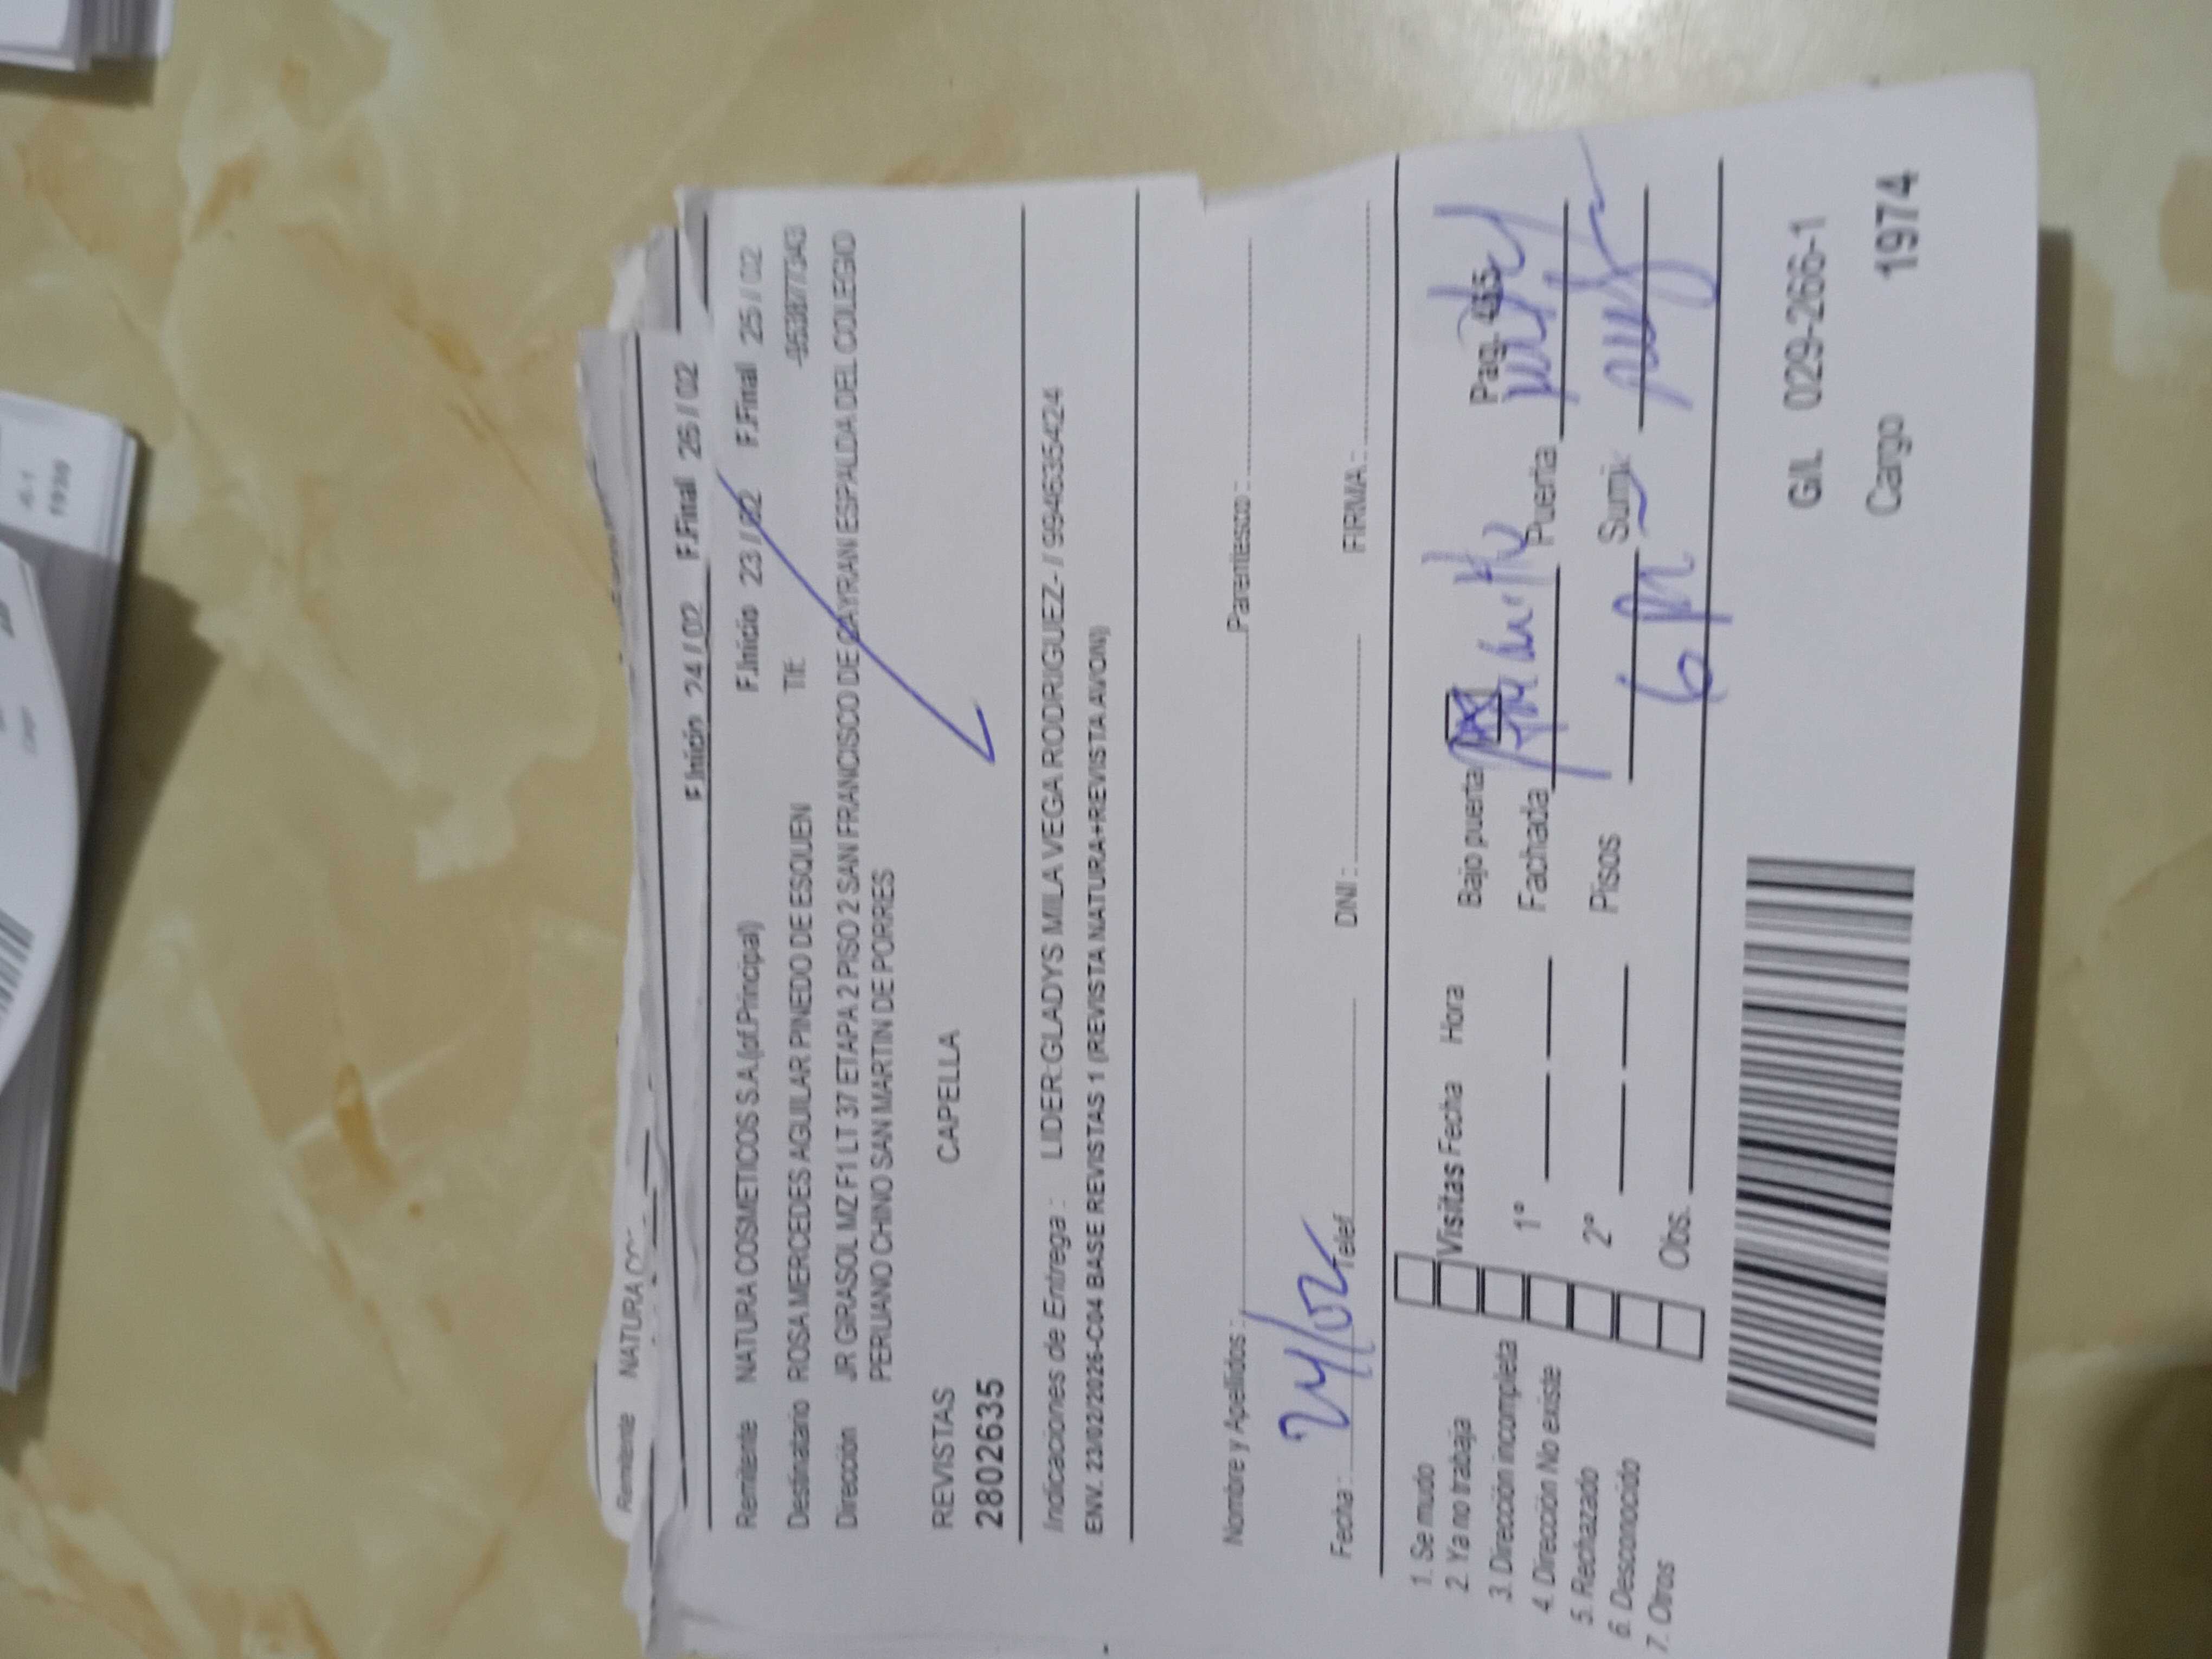 F.Inicio 24 / 02 F.Final 26 / 02
Remitente NATURA
F.Inicio 23 / 02 F.Final 25 / 02
Remitente NATURA COSMETICOS S.A.(of.Principal)
Destinatario ROSA MERCEDES AGUILAR PINEDO DE ESQUEN
Dirección JR GIRASOL MZ F1 LT 37 ETAPA 2 PISO 2 SAN FRANCISCO DE CAYRAN/ ESPALDA DEL COLEGIO
PERUANO CHINO SAN MARTIN DE PORRES
REVISTAS CAPELLA
2802635
Indicaciones de Entrega : LIDER:GLADYS MILA VEGA RODRIGUEZ- // 994635424
ENV. 23/02/2026-C04 BASE REVISTAS 1 (REVISTA NATURA+REVISTA AVON)
Nombre y Apellidos : Parentesco :
Fecha : 24/02 Telef DNI : FIRMA :
1. Se mudo
2. Ya no trabaja
3. Dirección incompleta
4. Dirección No existe
5. Rechazado
6. Desconocido
7. Otros
Visitas Fecha Hora
1°
2°
Obs.
Bajo puerta Pag.
Fachada Puerta
Pisos Sumi
G/L 029-266-1
Cargo 1974
1930